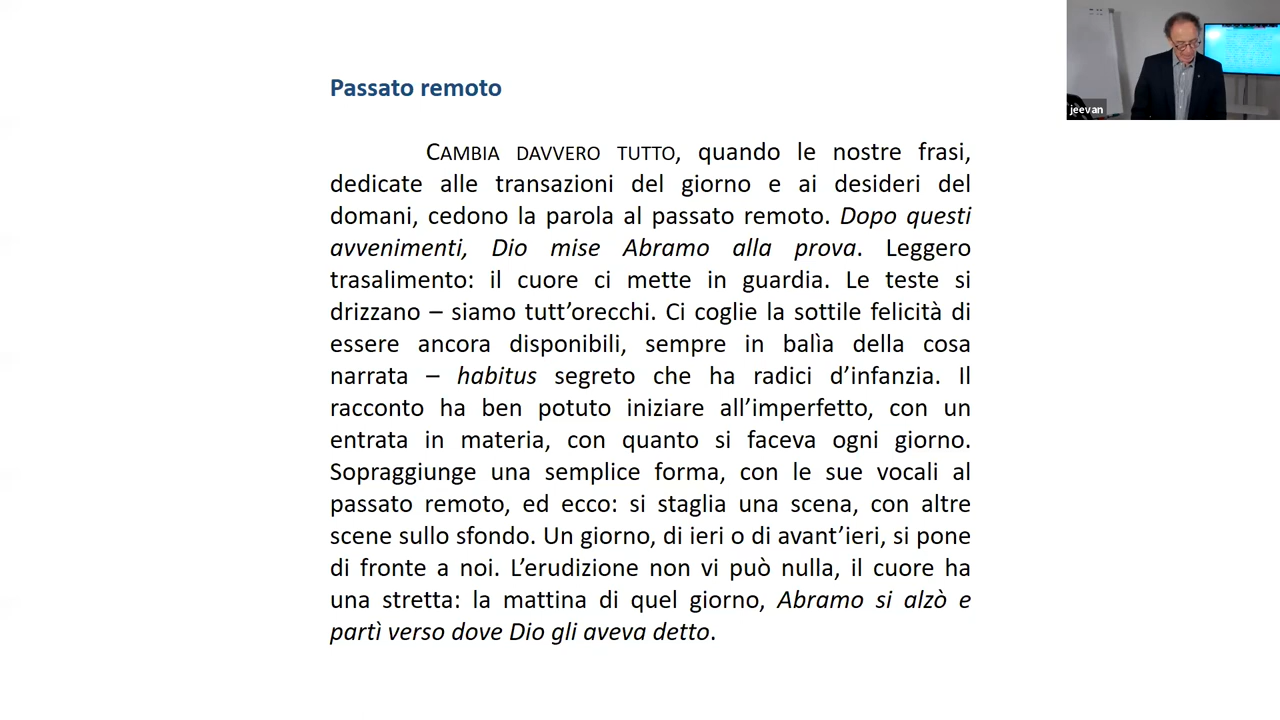 Passato remoto
CAMBIA DAVVERO TUTTO, quando le nostre frasi,
dedicate alle transazioni del giorno e ai desideri del
domani, cedono la parola al passato remoto. Dopo questi
avvenimenti, Dio mise Abramo alla prova. Leggero
trasalimento: il cuore ci mette in guardia. Le teste si
drizzano – siamo tutt’orecchi. Ci coglie la sottile felicità di
essere ancora disponibili, sempre in balìa della cosa
narrata – habitus segreto che ha radici d’infanzia. Il
racconto ha ben potuto iniziare all’imperfetto, con un
entrata in materia, con quanto si faceva ogni giorno.
Sopraggiunge una semplice forma, con le sue vocali al
passato remoto, ed ecco: si staglia una scena, con altre
scene sullo sfondo. Un giorno, di ieri o di avant’ieri, si pone
di fronte a noi. L’erudizione non vi può nulla, il cuore ha
una stretta: la mattina di quel giorno, Abramo si alzò e
partì verso dove Dio gli aveva detto.
jeevan